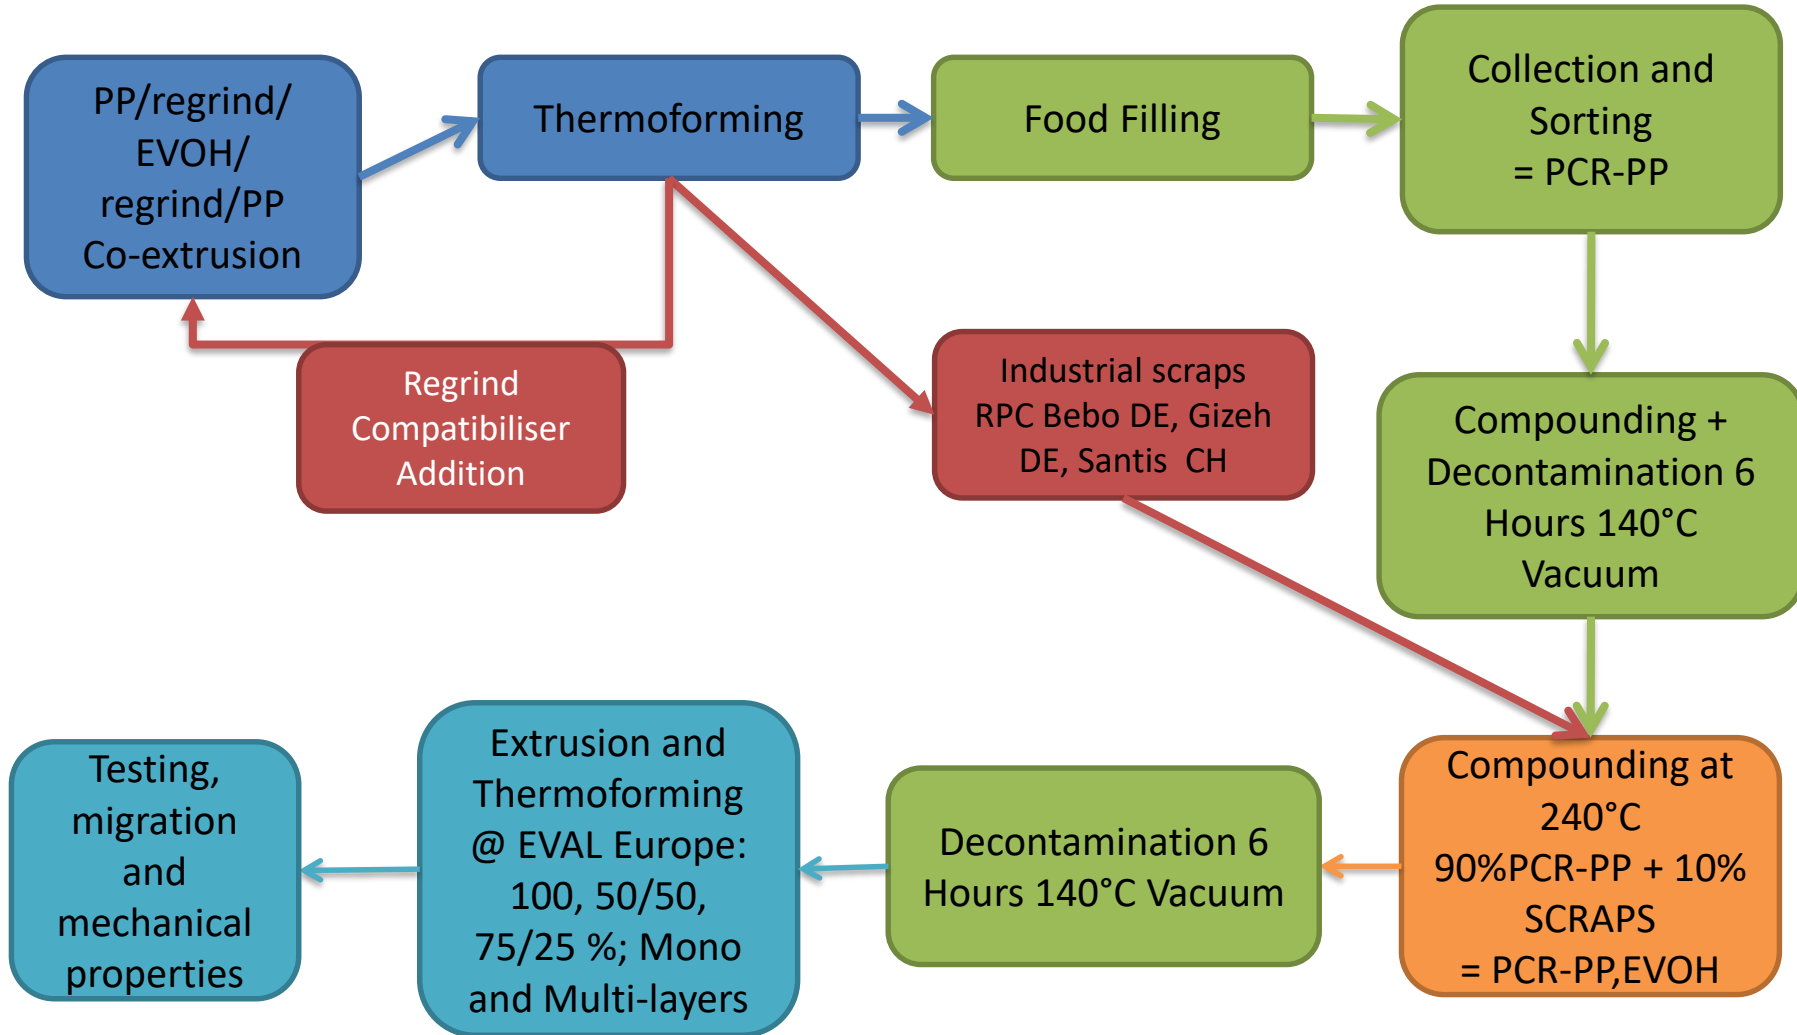 PP/regrind/
EVOH/
regrind/PP
Co-extrusion
Thermoforming
Food Filling
Collection and
Sorting
= PCR-PP
Regrind
Compatibiliser
Addition
Industrial scraps
RPC Bebo DE, Gizeh
DE, Santis CH
Compounding +
Decontamination 6
Hours 140°C
Vacuum
Testing,
migration
and
mechanical
properties
Extrusion and
Thermoforming
@ EVAL Europe:
100, 50/50,
75/25 %; Mono
and Multi-layers
Decontamination 6
Hours 140°C Vacuum
Compounding at
240°C
90%PCR-PP + 10%
SCRAPS
= PCR-PP,EVOH